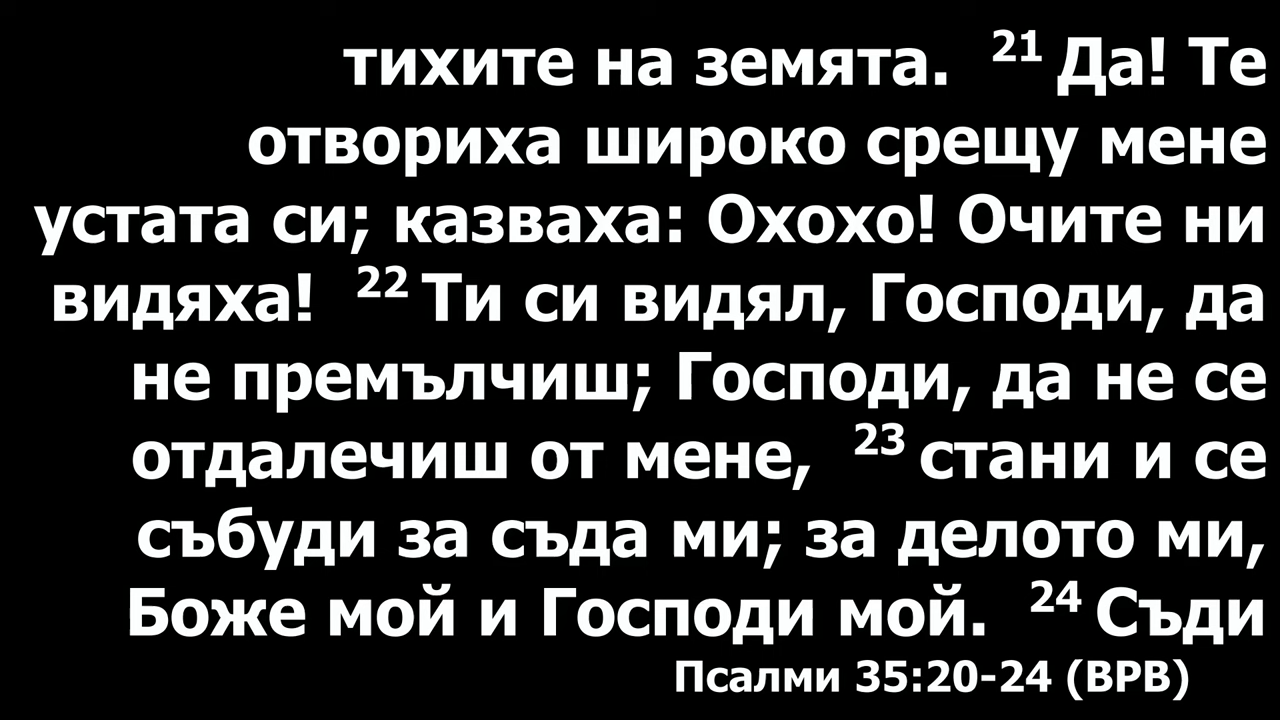 тихите на земята. 21 Да! Те
отвориха широко срещу мене
устата си; казваха: Охохо! Очите ни
видяха! 22 Ти си видял, Господи, да
не премълчиш; Господи, да не се
отдалечиш от мене, 23 стани и се
събуди за съда ми; за делото ми,
Боже мой и Господи мой. 24 Съди
Псалми 35:20-24 (ВРВ)